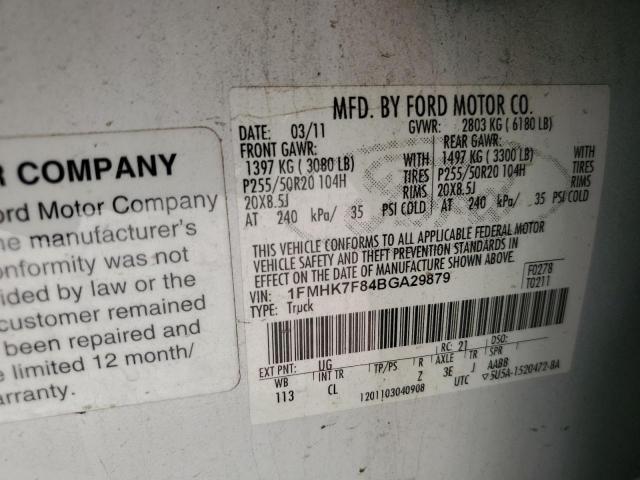 R COMPANY
ord Motor Company
he manufacturer's
onformity was not
ided by law or the
customer remained
been repaired and
e limited 12 month/
warranty.
MFD. BY FORD MOTOR CO.
DATE: 03/11 GVWR: 2803 KG ( 6180 LB)
FRONT GAWR: REAR GAWR:
1397 KG ( 3080 LB) WITH 1497 KG ( 3300 LB) WITH
P255/50R20 104H TIRES P255/50R20 104H TIRES
20X8.5J RIMS 20X8.5J RIMS
AT 240 kPa/ 35 PSI COLD AT 240 kPa/ 35 PSI COLD
THIS VEHICLE CONFORMS TO ALL APPLICABLE FEDERAL MOTOR
VEHICLE SAFETY AND THEFT PREVENTION STANDARDS IN
EFFECT ON THE DATE OF MANUFACTURE SHOWN ABOVE.
VIN: 1FMHK7F84BGA29879 F0278
TYPE: Truck T0211
EXT PNT: UG RC: 21 DSO:
WB INT TR TP/PS R AXLE TR SPR
113 CL Z 3E J AABB
1201103040908 UTC ▽5U5A-1520472-BA